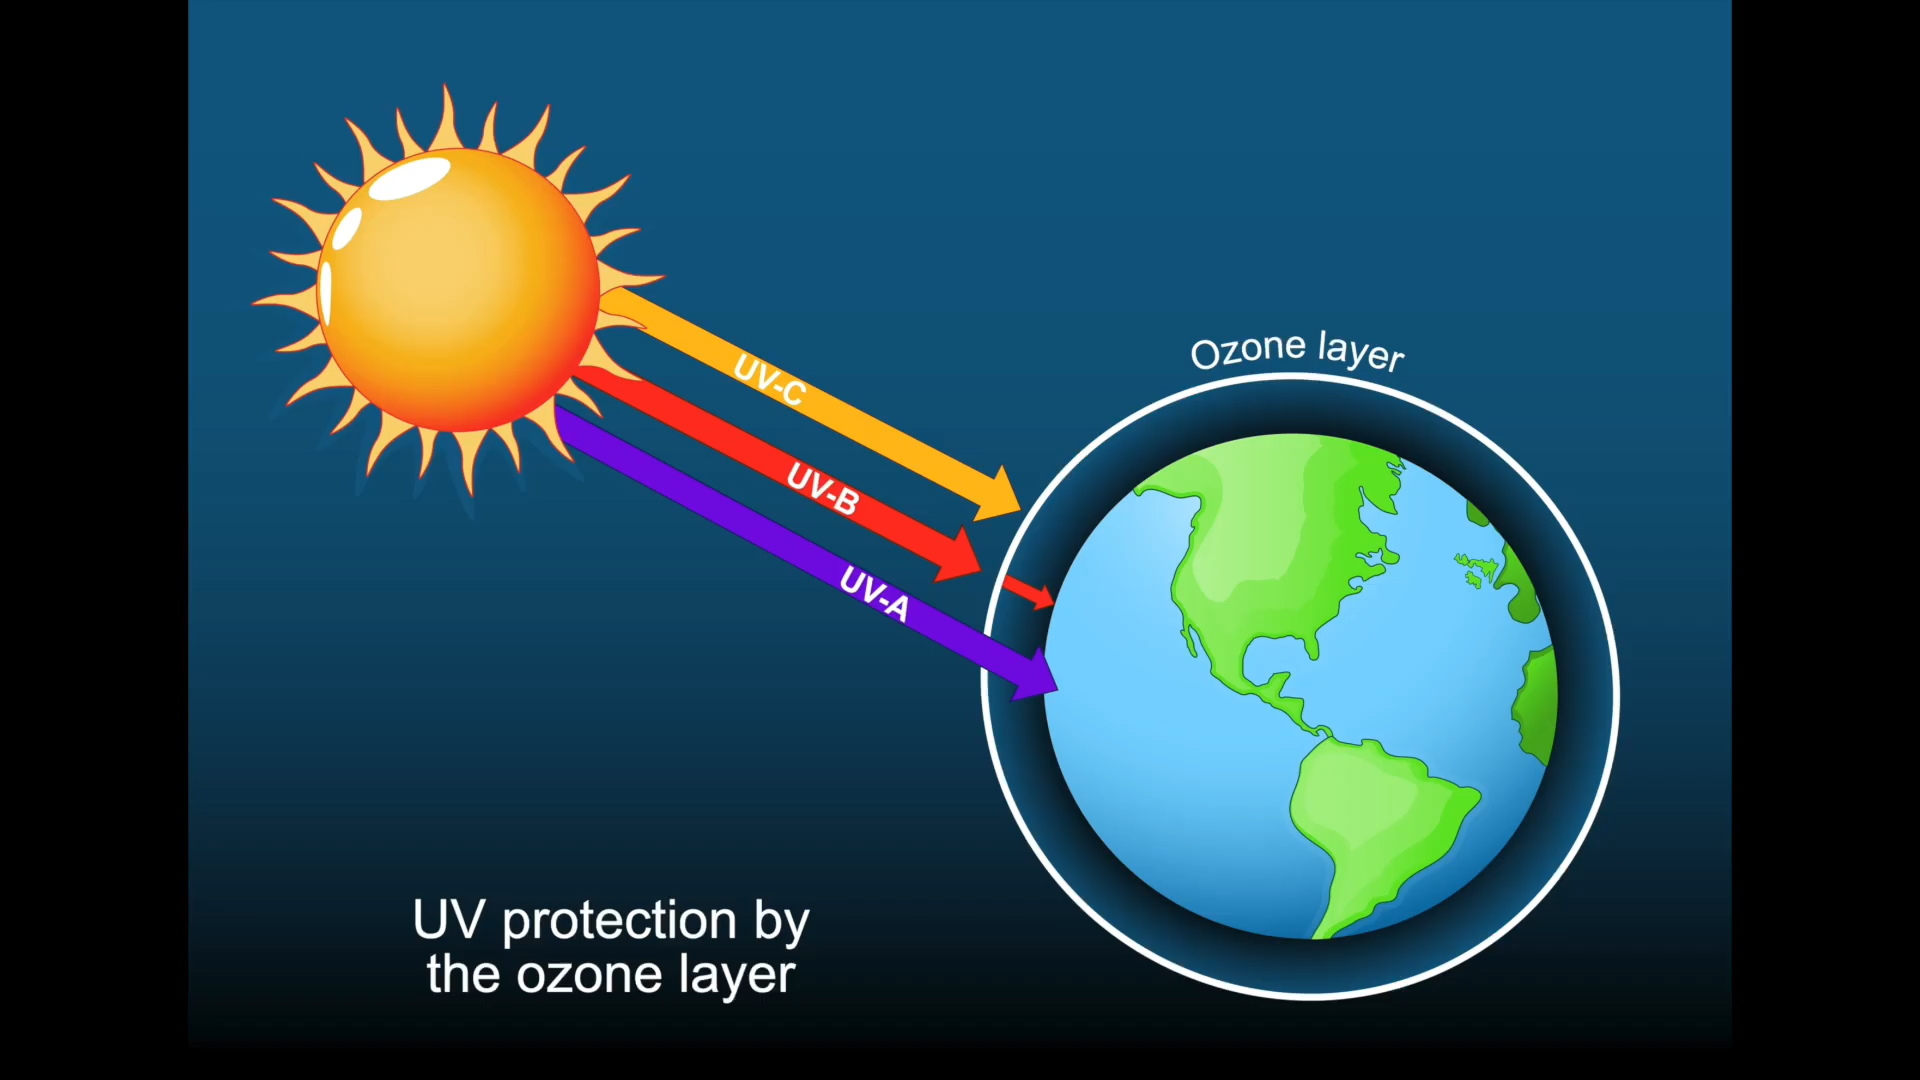 Ozone layer
UV-C
UV-B
UV-A
UV protection by
the ozone layer